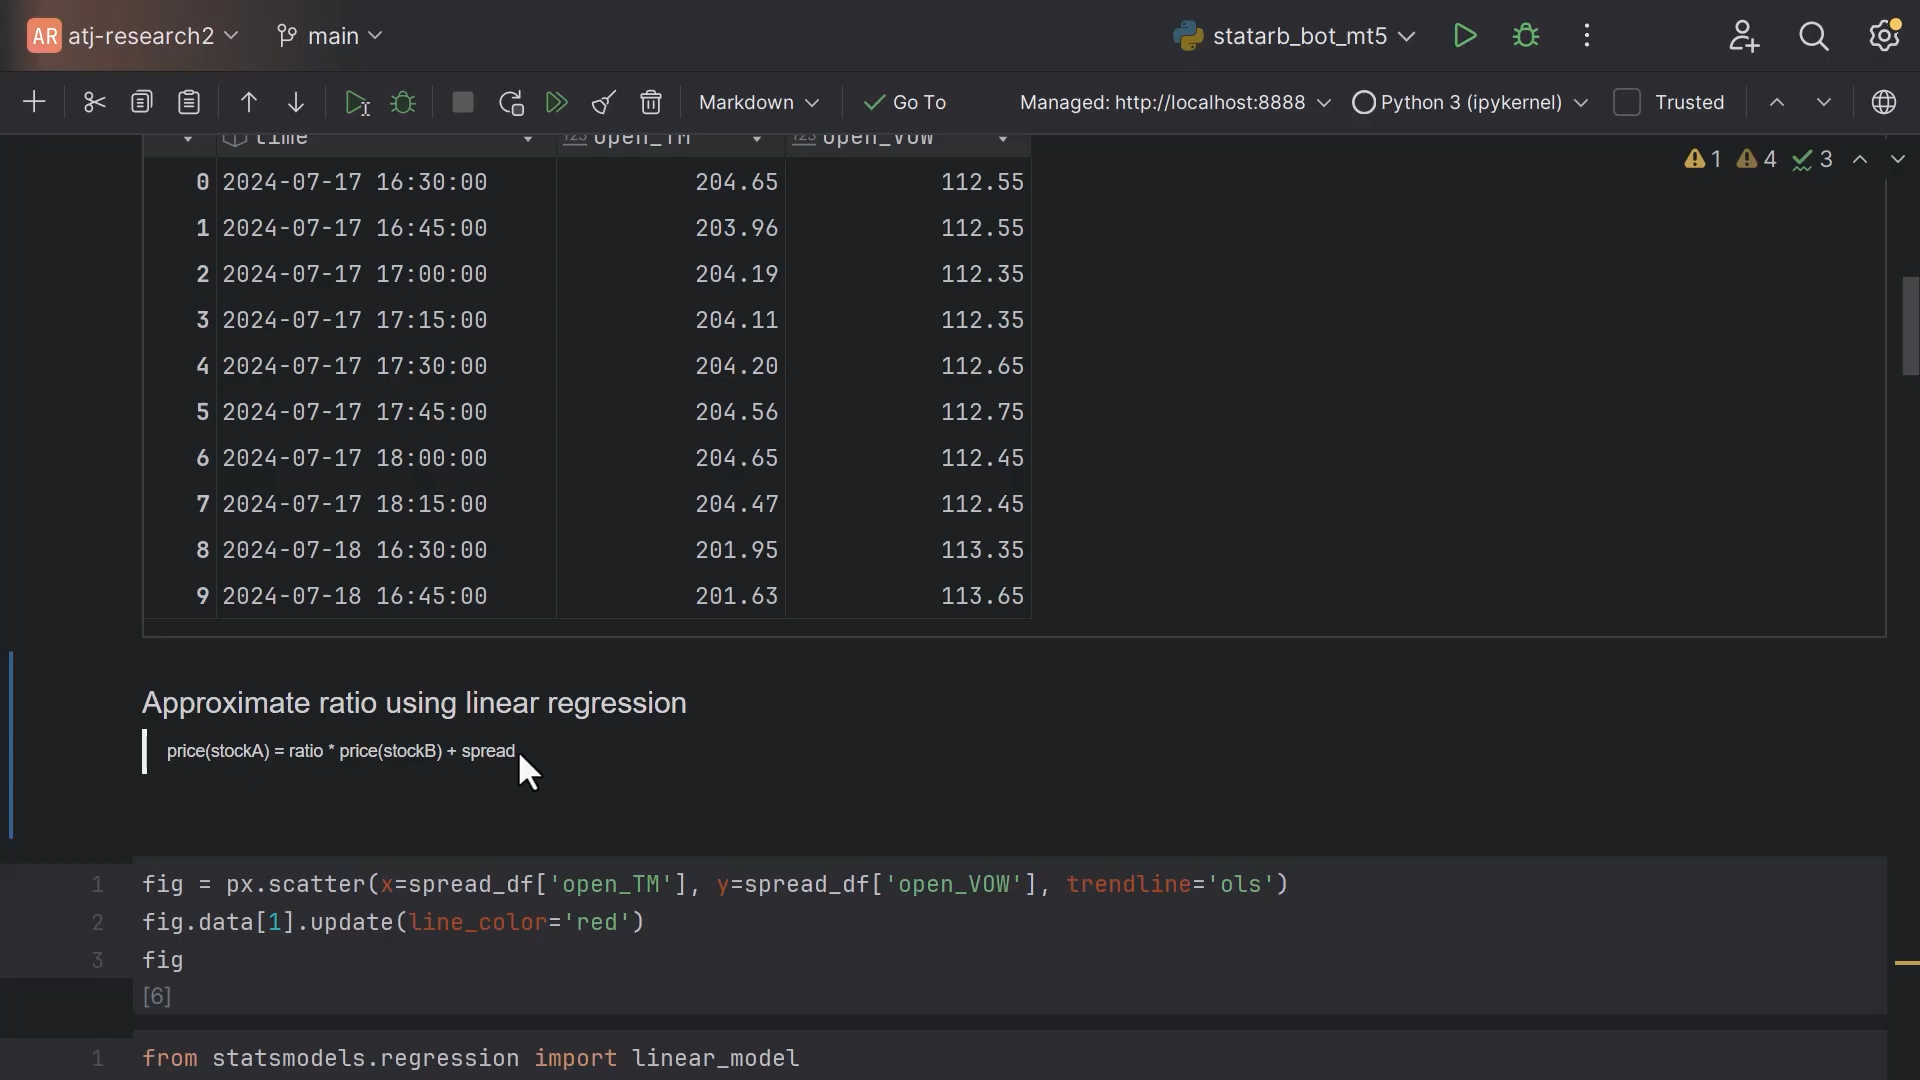 AR atj-research2 main statarb_bot_mt5
Markdown Go To Managed: http://localhost:8888 Python 3 (ipykernel) Trusted
time open_TM open_VOW
1 4 3
0 2024-07-17 16:30:00 204.65 112.55
1 2024-07-17 16:45:00 203.96 112.55
2 2024-07-17 17:00:00 204.19 112.35
3 2024-07-17 17:15:00 204.11 112.35
4 2024-07-17 17:30:00 204.20 112.65
5 2024-07-17 17:45:00 204.56 112.75
6 2024-07-17 18:00:00 204.65 112.45
7 2024-07-17 18:15:00 204.47 112.45
8 2024-07-18 16:30:00 201.95 113.35
9 2024-07-18 16:45:00 201.63 113.65
Approximate ratio using linear regression
price(stockA) = ratio * price(stockB) + spread
1 fig = px.scatter(x=spread_df['open_TM'], y=spread_df['open_VOW'], trendline='ols')
2 fig.data[1].update(line_color='red')
3 fig
[6]
1 from statsmodels.regression import linear_model